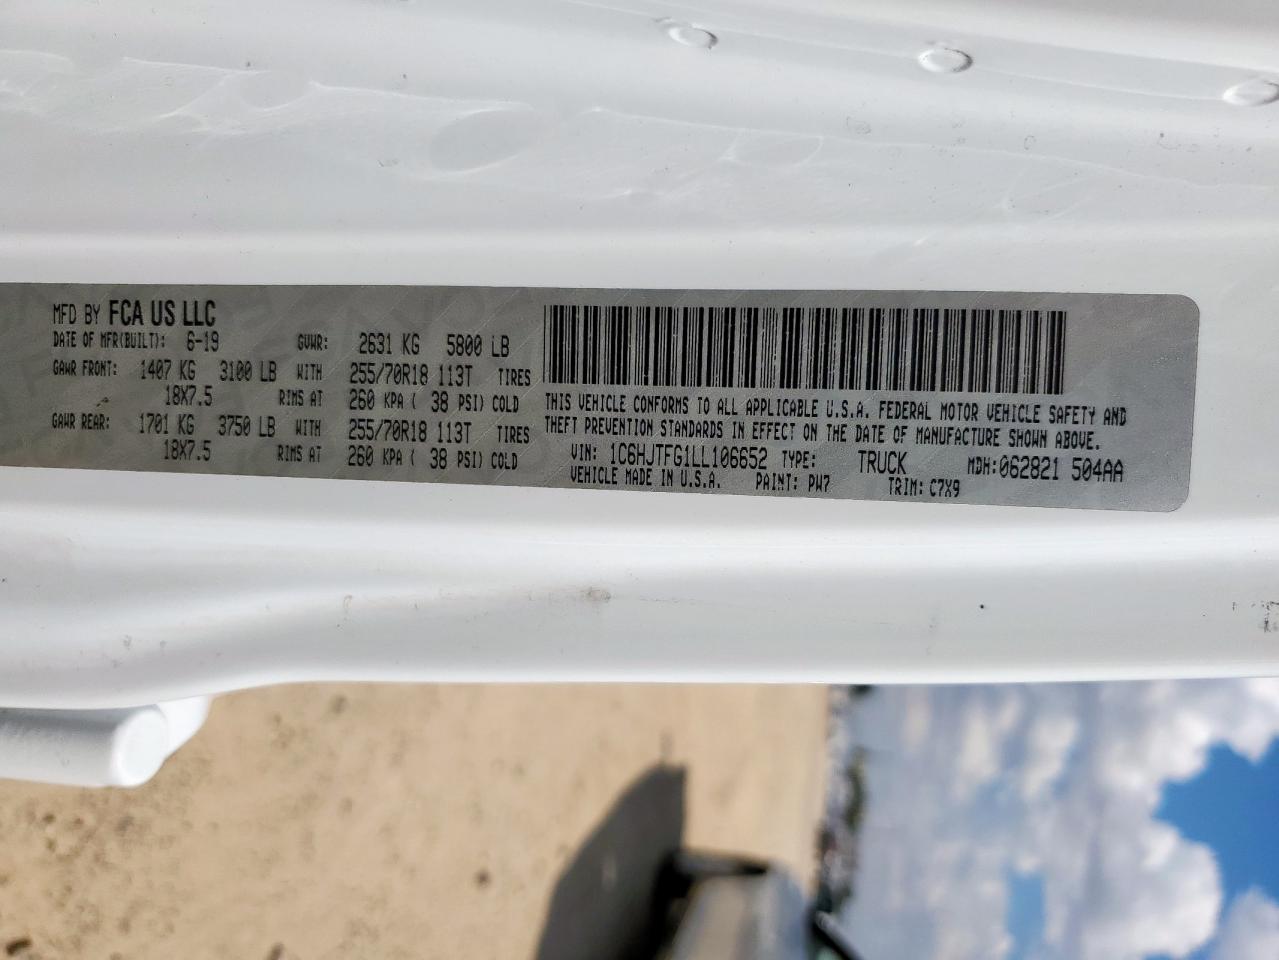 MFD BY FCA US LLC
DATE OF MFR(BUILT): 6-19 GVWR: 2631 KG 5800 LB
GAWR FRONT: 1407 KG 3100 LB WITH 255/70R18 113T TIRES
18X7.5 RIMS AT 260 KPA ( 38 PSI) COLD
GAWR REAR: 1701 KG 3750 LB WITH 255/70R18 113T TIRES
18X7.5 RIMS AT 260 KPA ( 38 PSI) COLD
THIS VEHICLE CONFORMS TO ALL APPLICABLE U.S.A. FEDERAL MOTOR VEHICLE SAFETY AND
THEFT PREVENTION STANDARDS IN EFFECT ON THE DATE OF MANUFACTURE SHOWN ABOVE.
VIN: 1C6HJTFG1LL106652 TYPE: TRUCK MDH: 062821 504AA
VEHICLE MADE IN U.S.A. PAINT: PW7 TRIM: C7X9